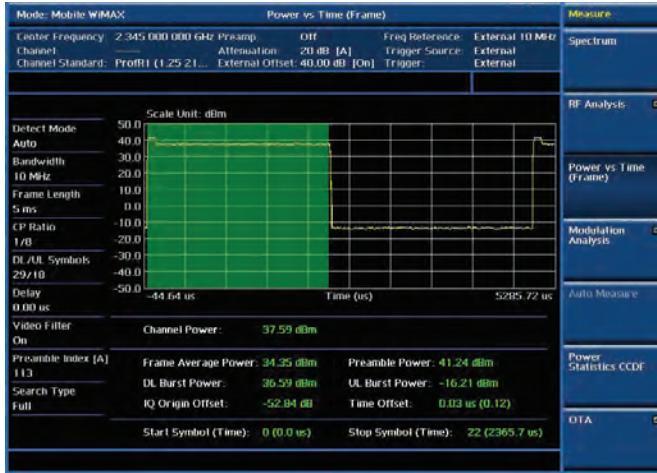 Mode: Mobile WiMAX Power vs Time (Frame) Measure
Center Frequency: 2.345 000 000 GHz Preamp: Off Freq Reference: External 10 MHz
Channel: ----- Attenuation: 20 dB [A] Trigger Source: External
Channel Standard: ProfR1 (1.25 21... External Offset: 40.00 dB [On] Trigger: External
Spectrum
RF Analysis
Power vs Time
(Frame)
Modulation
Analysis
Auto Measure
Power
Statistics CCDF
OTA
Detect Mode
Auto
Bandwidth
10 MHz
Frame Length
5 ms
CP Ratio
1/8
DL/UL Symbols
29/18
Delay
0.00 us
Video Filter
On
Preamble Index [A]
113
Search Type
Full
Scale Unit: dBm
50.0
40.0
30.0
20.0
10.0
0.0
-10.0
-20.0
-30.0
-40.0
-50.0
-44.64 us Time (us) 5285.72 us
Channel Power: 37.59 dBm
Frame Average Power: 34.35 dBm Preamble Power: 41.24 dBm
DL Burst Power: 36.59 dBm UL Burst Power: -16.21 dBm
IQ Origin Offset: -52.84 dB Time Offset: 0.03 us (0.12)
Start Symbol (Time): 0 (0.0 us) Stop Symbol (Time): 22 (2365.7 us)